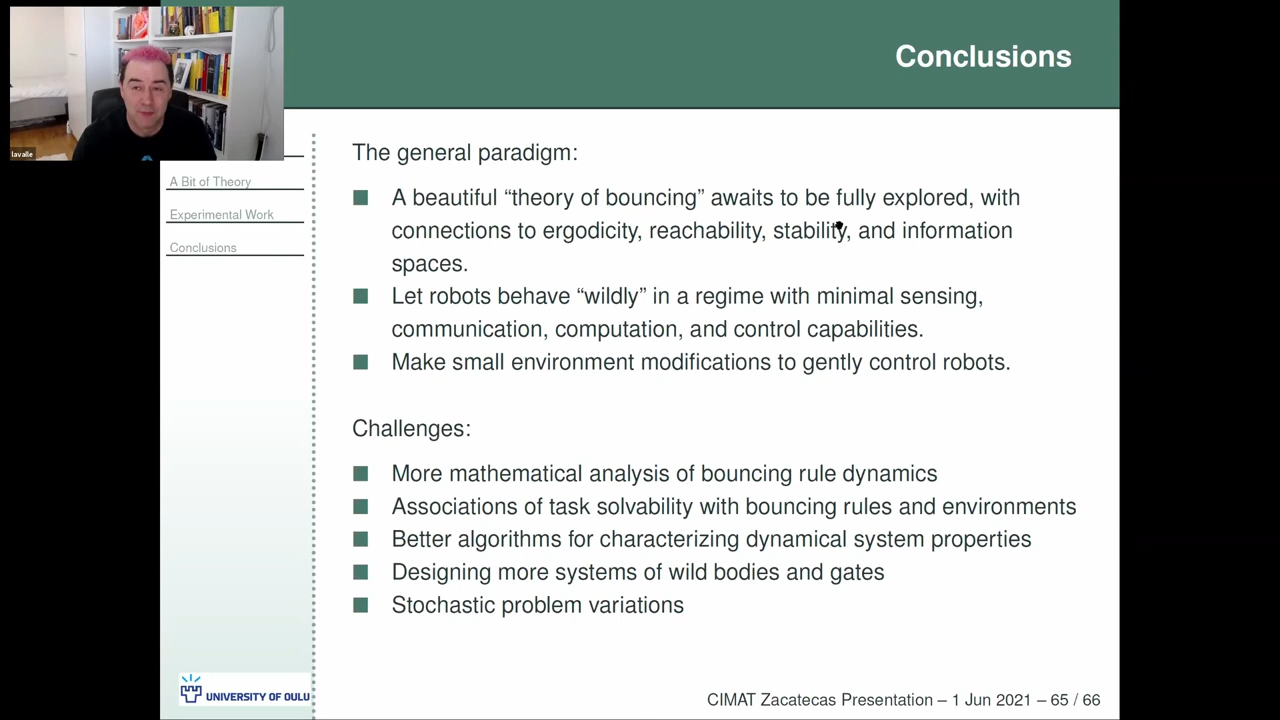 Conclusions
lavalle
A Bit of Theory
Experimental Work
Conclusions
The general paradigm:
A beautiful “theory of bouncing” awaits to be fully explored, with
connections to ergodicity, reachability, stability, and information
spaces.
Let robots behave “wildly” in a regime with minimal sensing,
communication, computation, and control capabilities.
Make small environment modifications to gently control robots.
Challenges:
More mathematical analysis of bouncing rule dynamics
Associations of task solvability with bouncing rules and environments
Better algorithms for characterizing dynamical system properties
Designing more systems of wild bodies and gates
Stochastic problem variations
UNIVERSITY OF OULU
CIMAT Zacatecas Presentation – 1 Jun 2021 – 65 / 66